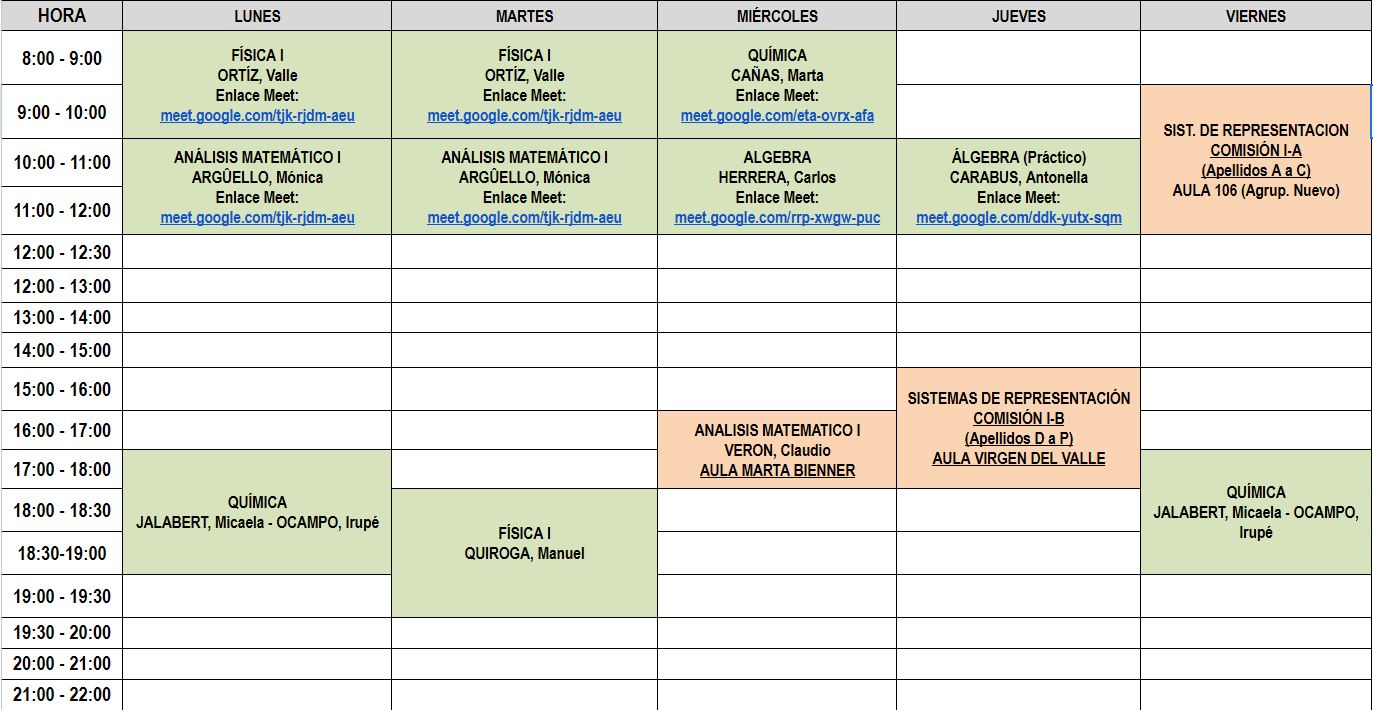 HORA LUNES MARTES MIÉRCOLES JUEVES VIERNES
8:00 - 9:00
FÍSICA I
ORTÍZ, Valle
Enlace Meet:
meet.google.com/tjk-rjdm-aeu
FÍSICA I
ORTÍZ, Valle
Enlace Meet:
meet.google.com/tjk-rjdm-aeu
QUÍMICA
CAÑAS, Marta
Enlace Meet:
meet.google.com/eta-ovrx-afa
9:00 - 10:00
SIST. DE REPRESENTACION
COMISIÓN I-A
(Apellidos A a C)
AULA 106 (Agrup. Nuevo)
10:00 - 11:00
ANÁLISIS MATEMÁTICO I
ARGÛELLO, Mónica
Enlace Meet:
meet.google.com/tjk-rjdm-aeu
ANÁLISIS MATEMÁTICO I
ARGÛELLO, Mónica
Enlace Meet:
meet.google.com/tjk-rjdm-aeu
ALGEBRA
HERRERA, Carlos
Enlace Meet:
meet.google.com/rrp-xwgw-puc
ÁLGEBRA (Práctico)
CARABUS, Antonella
Enlace Meet:
meet.google.com/ddk-yutx-sqm
11:00 - 12:00
12:00 - 12:30
12:00 - 13:00
13:00 - 14:00
14:00 - 15:00
15:00 - 16:00
SISTEMAS DE REPRESENTACIÓN
COMISIÓN I-B
(Apellidos D a P)
AULA VIRGEN DEL VALLE
16:00 - 17:00
ANALISIS MATEMATICO I
VERON, Claudio
AULA MARTA BIENNER
17:00 - 18:00
QUÍMICA
JALABERT, Micaela - OCAMPO, Irupé
QUÍMICA
JALABERT, Micaela - OCAMPO,
Irupé
18:00 - 18:30
FÍSICA I
QUIROGA, Manuel
18:30-19:00
19:00 - 19:30
19:30 - 20:00
20:00 - 21:00
21:00 - 22:00